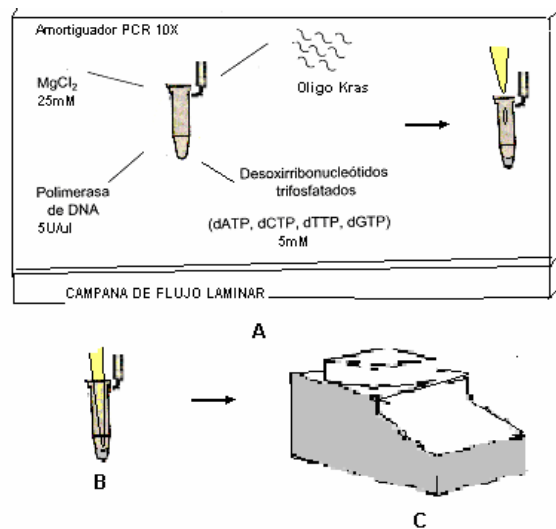 Amortiguador PCR 10X
MgCl₂
25mM
Oligo Kras
Polimerasa
de DNA
5U/ul
Desoxirribonucleótidos
trifosfatados
(dATP, dCTP, dTTP, dGTP)
5mM
CAMPANA DE FLUJO LAMINAR
A
B
C